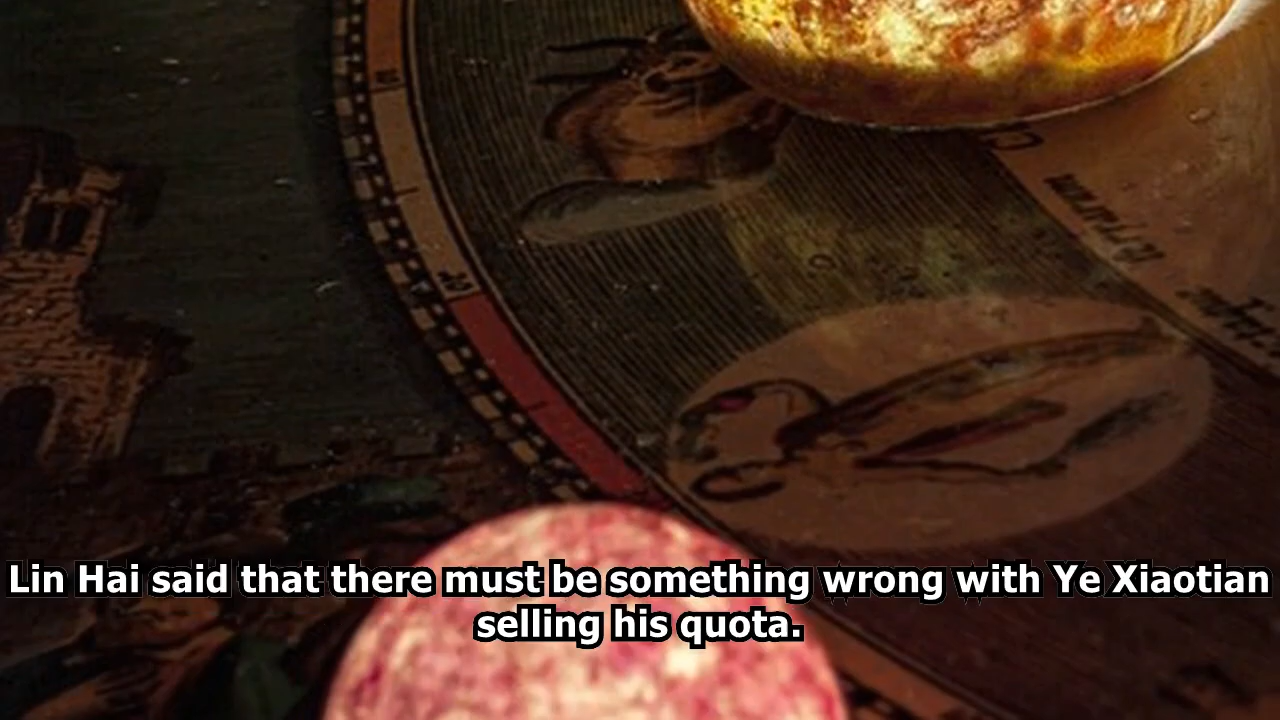 Lin Hai said that there must be something wrong with Ye Xiaotian
selling his quota.